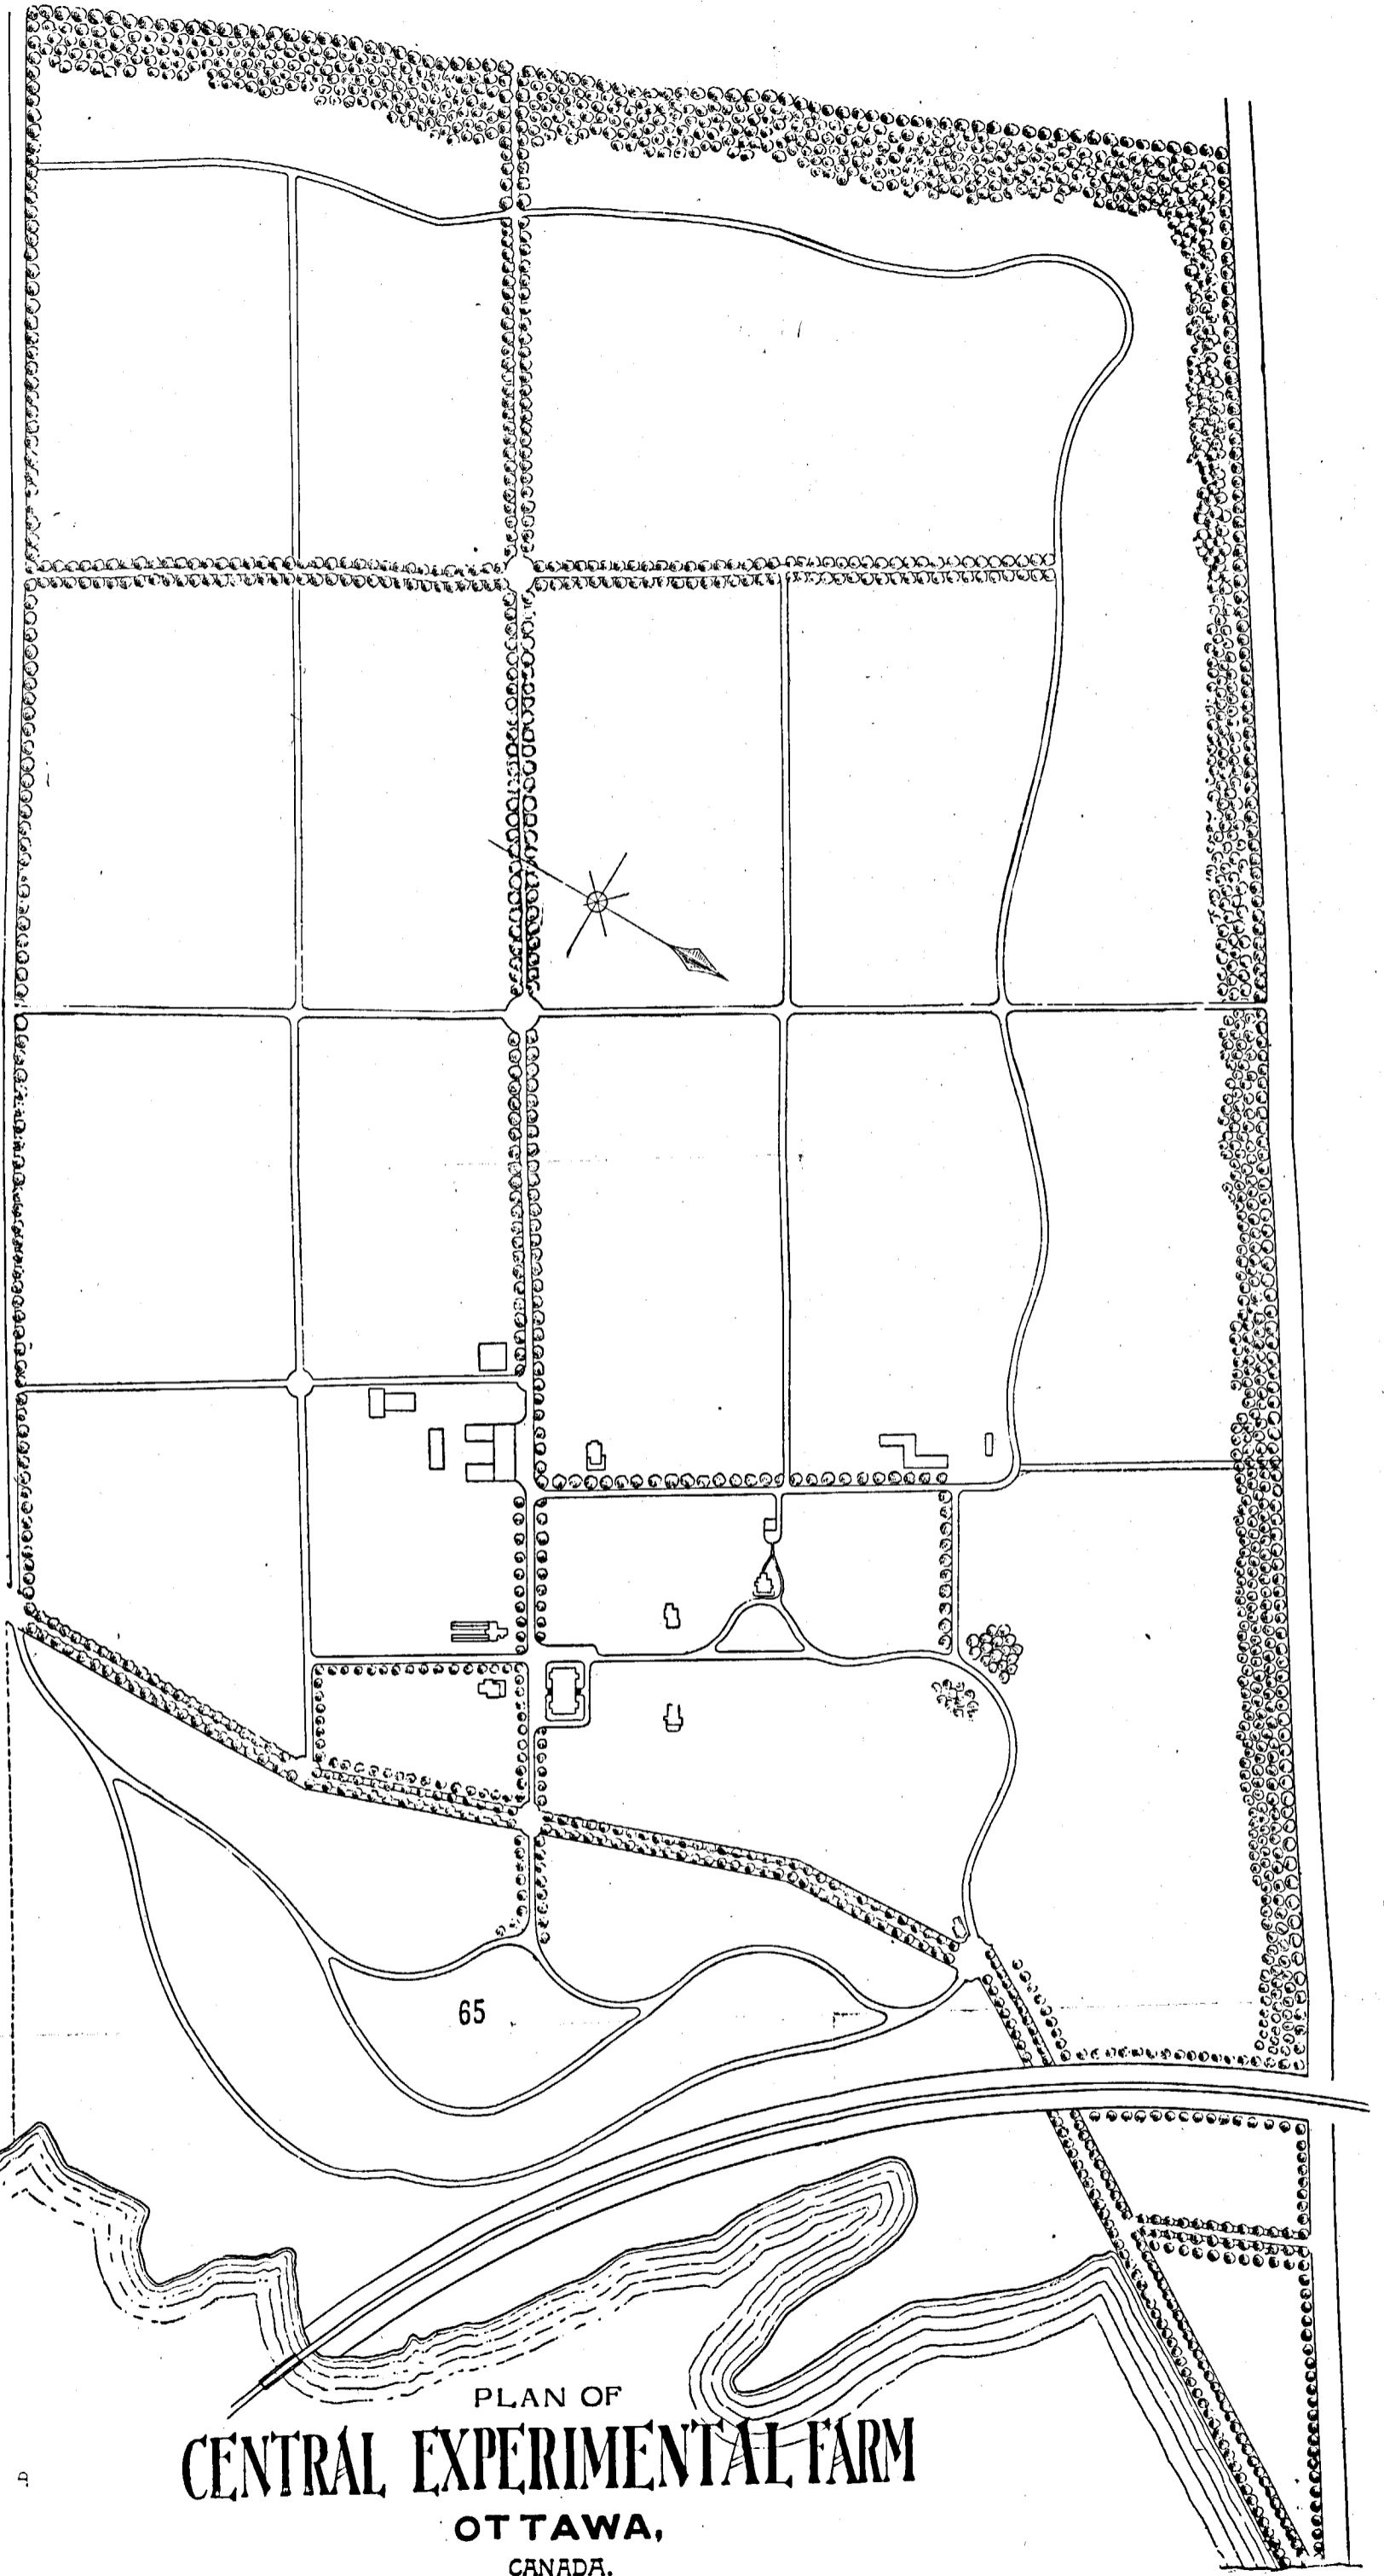 65
PLAN OF
CENTRAL EXPERIMENTAL FARM
OTTAWA,
CANADA.